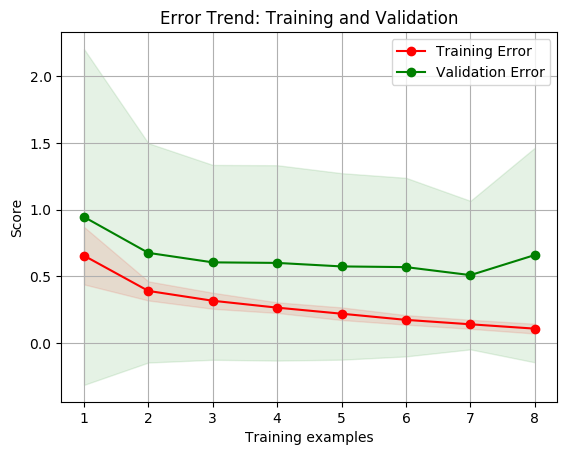 Error Trend: Training and Validation
Training Error
Validation Error
Score
2.0
1.5
1.0
0.5
0.0
1 2 3 4 5 6 7 8
Training examples